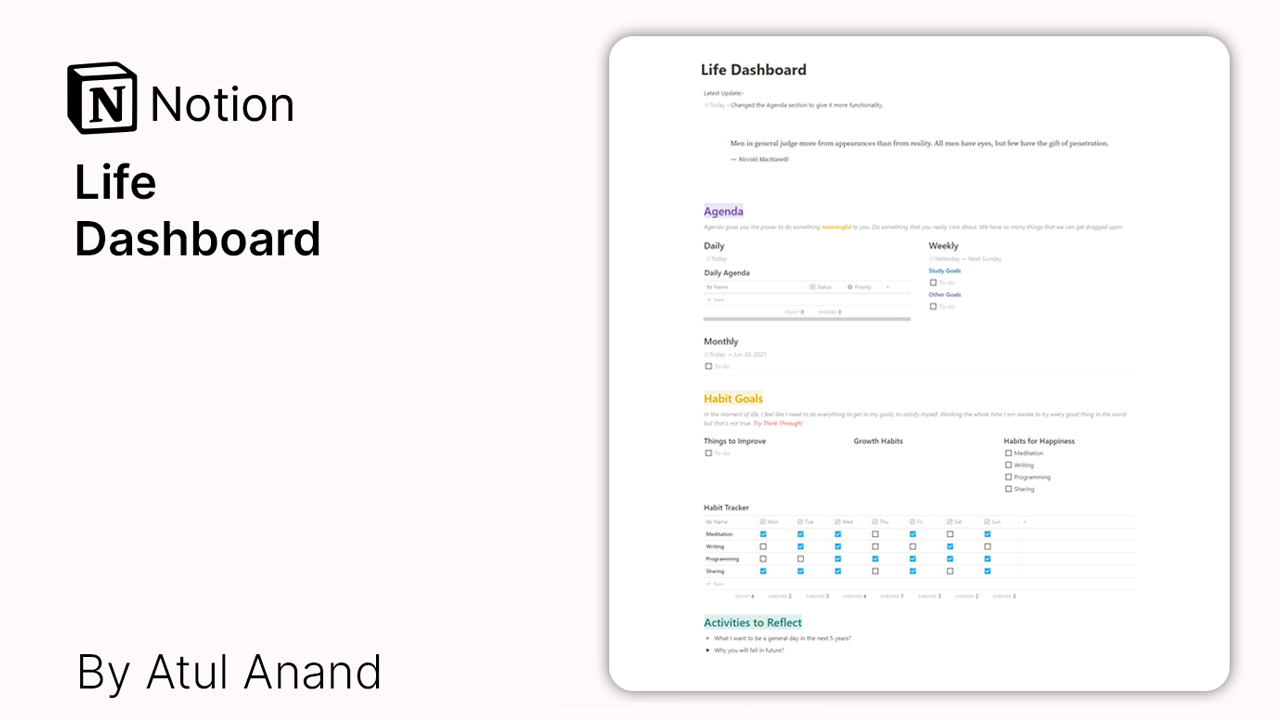 N Notion
Life
Dashboard
By Atul Anand
Life Dashboard
Latest Update:-
@Today - Changed the Agenda section to give it more functionality.
Men in general judge more from appearances than from reality. All men have eyes, but few have the gift of penetration.
— Niccolò Machiavelli
Agenda
Agenda gives you the power to do something meaningful to you. Do something that you really care about. We have so many things that we can get dragged upon.
Daily
@Today
Daily Agenda
Name Status Priority +
+ New
COUNT 0 CHECKED 0
Weekly
@Yesterday → Next Sunday
Study Goals
To-do
Other Goals
To-do
Monthly
@Today → Jun 30, 2021
To-do
Habit Goals
In the moment of life, I feel like I need to do everything to get to my goals, to satisfy myself. Working the whole time I am awake to try every good thing in the world
but that's not true. Try Think Through!
Things to Improve
To-do
Growth Habits
Habits for Happiness
Meditation
Writing
Programming
Sharing
Habit Tracker
Name Mon Tue Wed Thu Fri Sat Sun +
Meditation
Writing
Programming
Sharing
+ New
COUNT 4 CHECKED 2 CHECKED 3 CHECKED 4 CHECKED 1 CHECKED 3 CHECKED 2 CHECKED 3
Activities to Reflect
What I want to be a general day in the next 5 years?
Why you will fail in future?